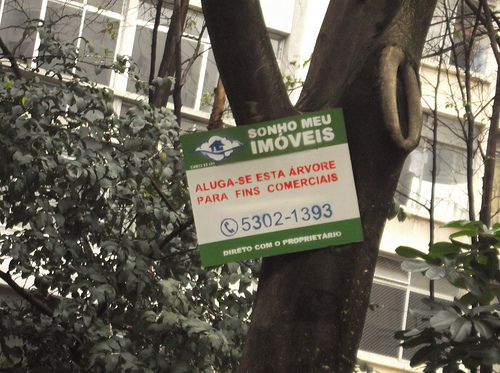 SONHO MEU
IMÓVEIS
ALUGA-SE ESTA ÁRVORE
PARA FINS COMERCIAIS
5302-1393
DIRETO COM O PROPRIETÁRIO